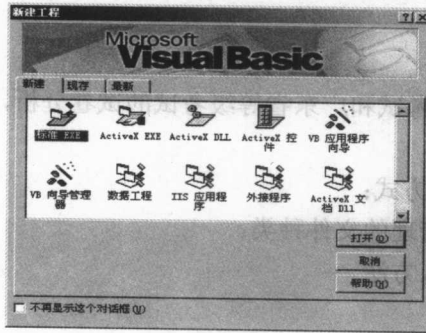 新建工程
Microsoft
Visual Basic
新建 现存 最新
标准 EXE
ActiveX EXE
ActiveX DLL
ActiveX 控件
VB 应用程序向导
VB 向导管理器
数据工程
IIS 应用程序
外接程序
ActiveX 文档 Dll
打开(O)
取消
帮助(H)
不再显示这个对话框(D)